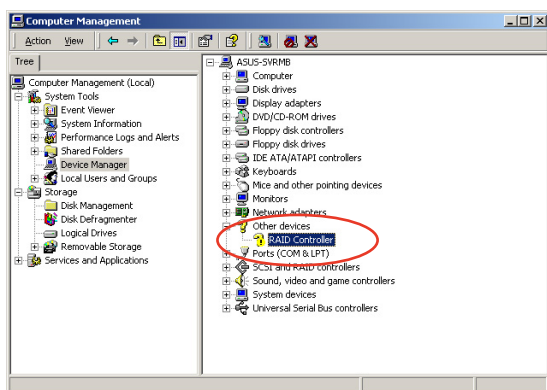 Computer Management
Action View
Tree
Computer Management (Local)
System Tools
Event Viewer
System Information
Performance Logs and Alerts
Shared Folders
Device Manager
Local Users and Groups
Storage
Disk Management
Disk Defragmenter
Logical Drives
Removable Storage
Services and Applications
ASUS-SVRMB
Computer
Disk drives
Display adapters
DVD/CD-ROM drives
Floppy disk controllers
Floppy disk drives
IDE ATA/ATAPI controllers
Keyboards
Mice and other pointing devices
Monitors
Network adapters
Other devices
RAID Controller
Ports (COM & LPT)
SCSI and RAID controllers
Sound, video and game controllers
System devices
Universal Serial Bus controllers